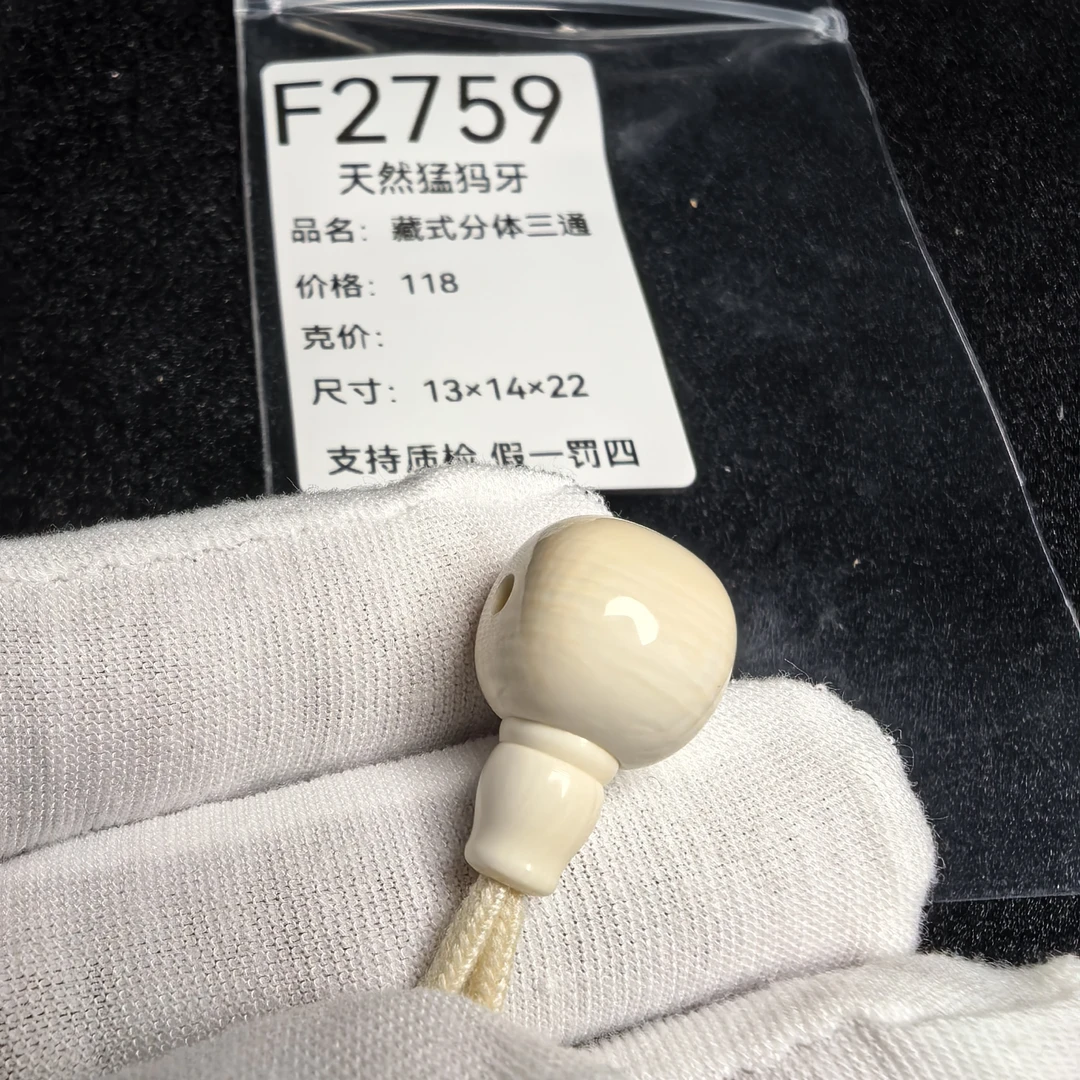 F2759
天然猛犸牙
品名：藏式分体三通
价格：118
克价：
尺寸：13×14×22
支持质检 假一罚四